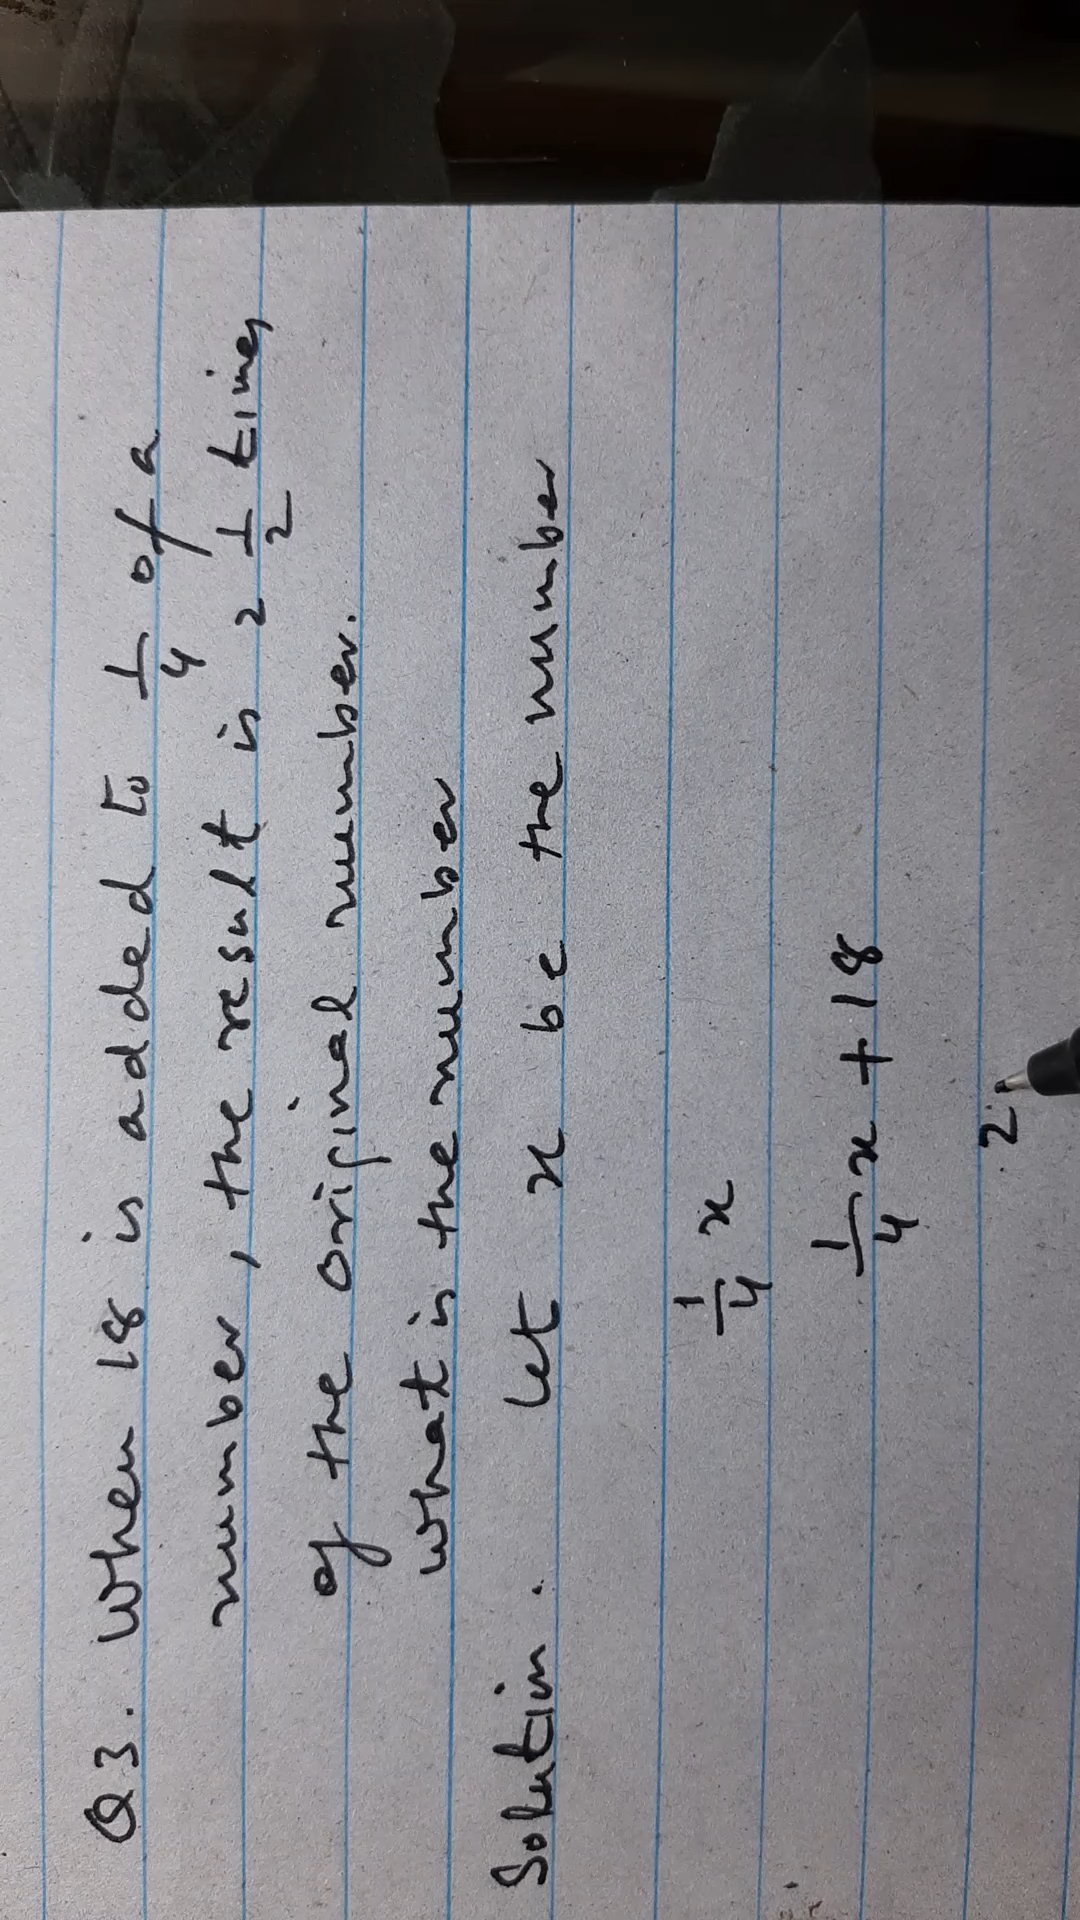 Q3. When 18 is added to 1/4 of a
number, the result is 2 1/2 times
of the original number.
What is the number
Solution. Let x be the number
1/4 x
1/4 x + 18
2